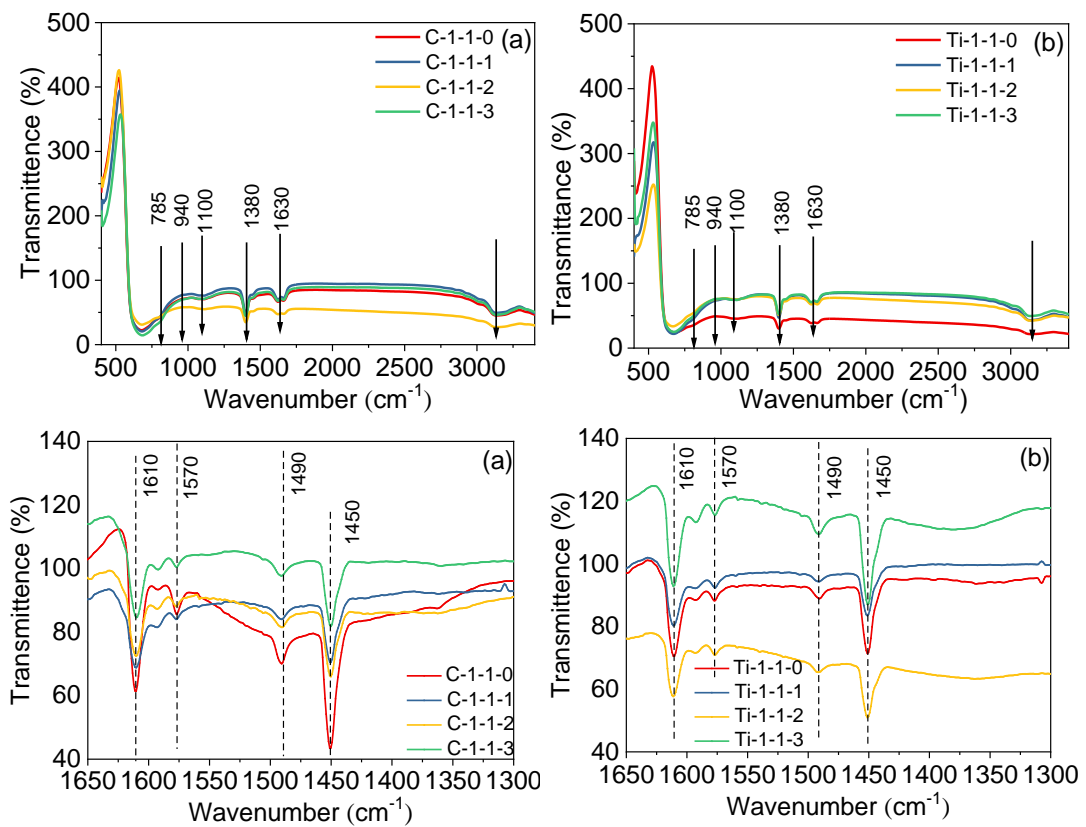 500
400
300
200
100
0
Transmittence (%)
(a)
C-1-1-0
C-1-1-1
C-1-1-2
C-1-1-3
785
940
1100
1380
1630
500 1000 1500 2000 2500 3000
Wavenumber (cm-1)
500
400
300
200
100
0
Transmittance (%)
(b)
Ti-1-1-0
Ti-1-1-1
Ti-1-1-2
Ti-1-1-3
785
940
1100
1380
1630
500 1000 1500 2000 2500 3000
Wavenumber (cm-1)
140
120
100
80
60
40
Transmittence (%)
(a)
1610
1570
1490
1450
C-1-1-0
C-1-1-1
C-1-1-2
C-1-1-3
1650 1600 1550 1500 1450 1400 1350 1300
Wavenumber (cm-1)
140
120
100
80
60
40
Transmittence (%)
(b)
1610
1570
1490
1450
Ti-1-1-0
Ti-1-1-1
Ti-1-1-2
Ti-1-1-3
1650 1600 1550 1500 1450 1400 1350 1300
Wavenumber (cm-1)